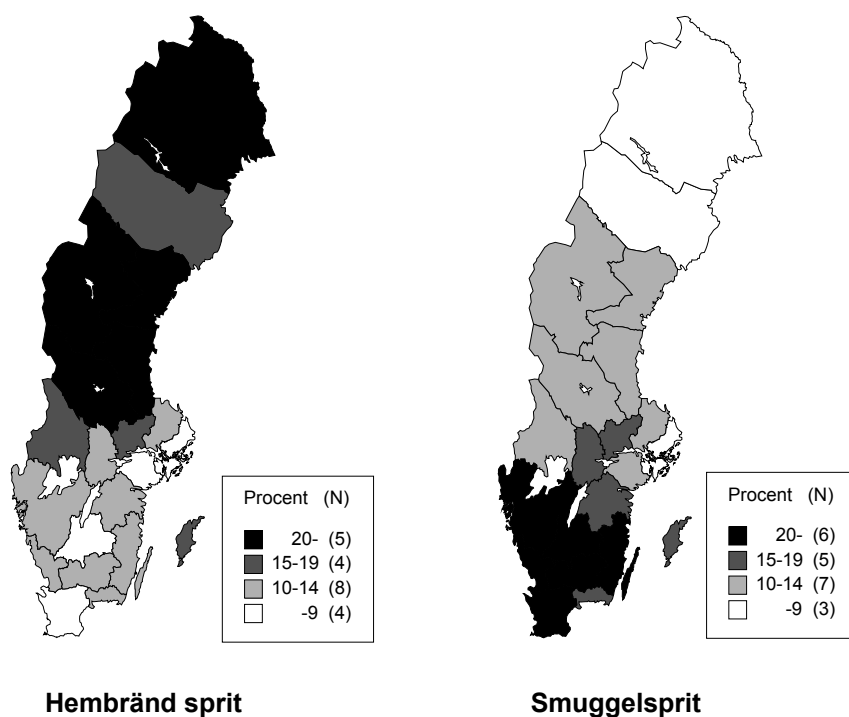 Procent (N)
20- (5)
15-19 (4)
10-14 (8)
-9 (4)
Procent (N)
20- (6)
15-19 (5)
10-14 (7)
-9 (3)
Hembränd sprit
Smuggelsprit